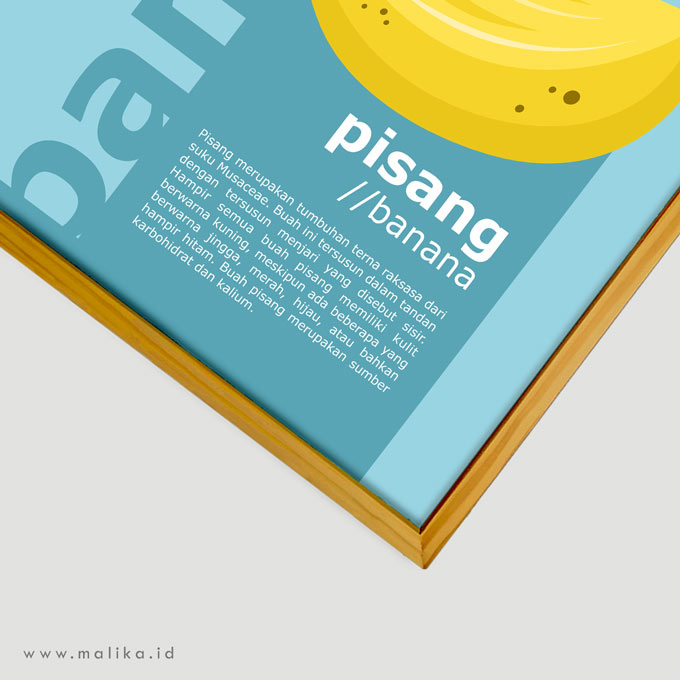 ban
pisang
//banana
Pisang merupakan tumbuhan terna raksasa dari
suku Musaceae. Buah ini tersusun dalam tandan
dengan tersusun menjari yang disebut sisir.
Hampir semua buah pisang memiliki kulit
berwarna kuning, meskipun ada beberapa yang
berwarna jingga, merah, hijau, atau bahkan
hampir hitam. Buah pisang merupakan sumber
karbohidrat dan kalium.
www.malika.id